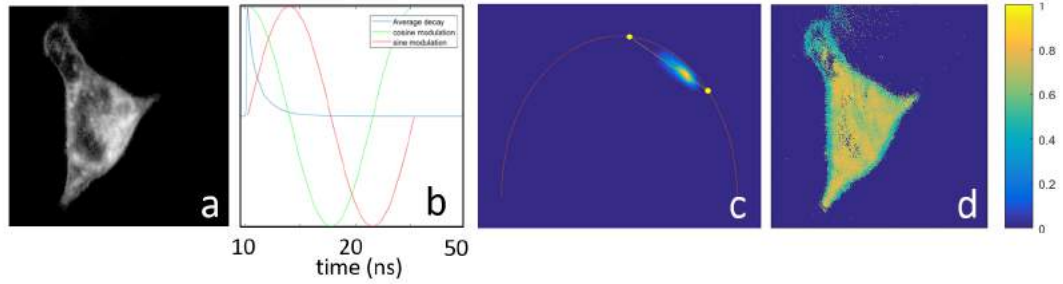 a
Average decay
cosine modulation
sine modulation
b
10 20 50
time (ns)
c
d
1
0.8
0.6
0.4
0.2
0